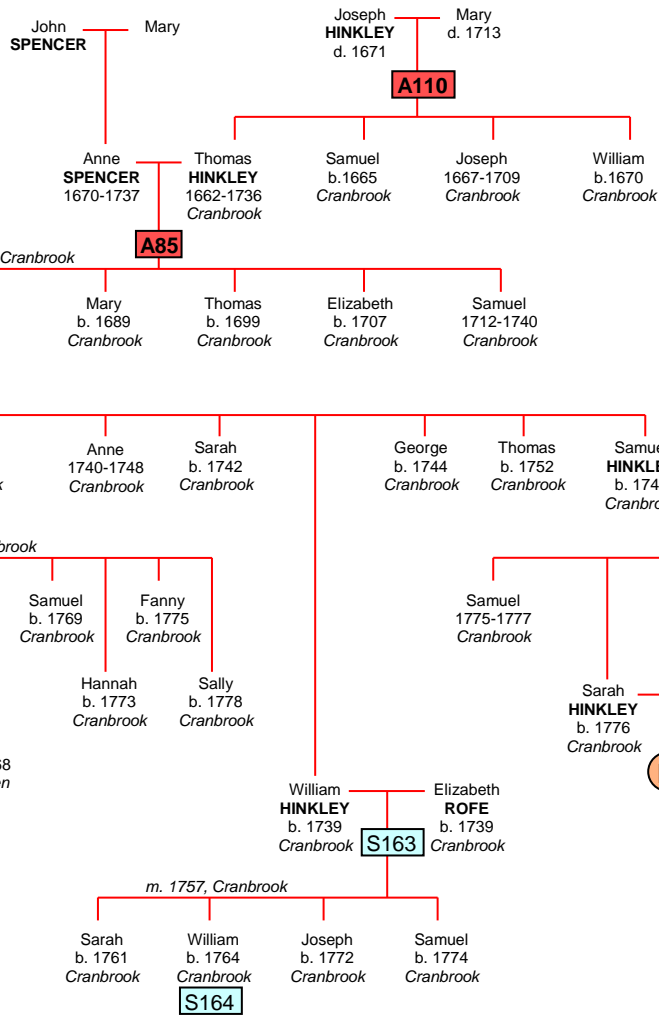 John
SPENCER
Mary
Joseph
HINKLEY
d. 1671
Mary
d. 1713
A110
Anne
SPENCER
1670-1737
Thomas
HINKLEY
1662-1736
Cranbrook
Samuel
b.1665
Cranbrook
Joseph
1667-1709
Cranbrook
William
b.1670
Cranbrook
A85
Cranbrook
Mary
b. 1689
Cranbrook
Thomas
b. 1699
Cranbrook
Elizabeth
b. 1707
Cranbrook
Samuel
1712-1740
Cranbrook
Anne
1740-1748
Cranbrook
Sarah
b. 1742
Cranbrook
George
b. 1744
Cranbrook
Thomas
b. 1752
Cranbrook
Samue
HINKLE
b. 174
Cranbro
brook
Samuel
b. 1769
Cranbrook
Fanny
b. 1775
Cranbrook
Samuel
1775-1777
Cranbrook
Hannah
b. 1773
Cranbrook
Sally
b. 1778
Cranbrook
Sarah
HINKLEY
b. 1776
Cranbrook
William
HINKLEY
b. 1739
Cranbrook
Elizabeth
ROFE
b. 1739
Cranbrook
S163
m. 1757, Cranbrook
Sarah
b. 1761
Cranbrook
William
b. 1764
Cranbrook
Joseph
b. 1772
Cranbrook
Samuel
b. 1774
Cranbrook
S164